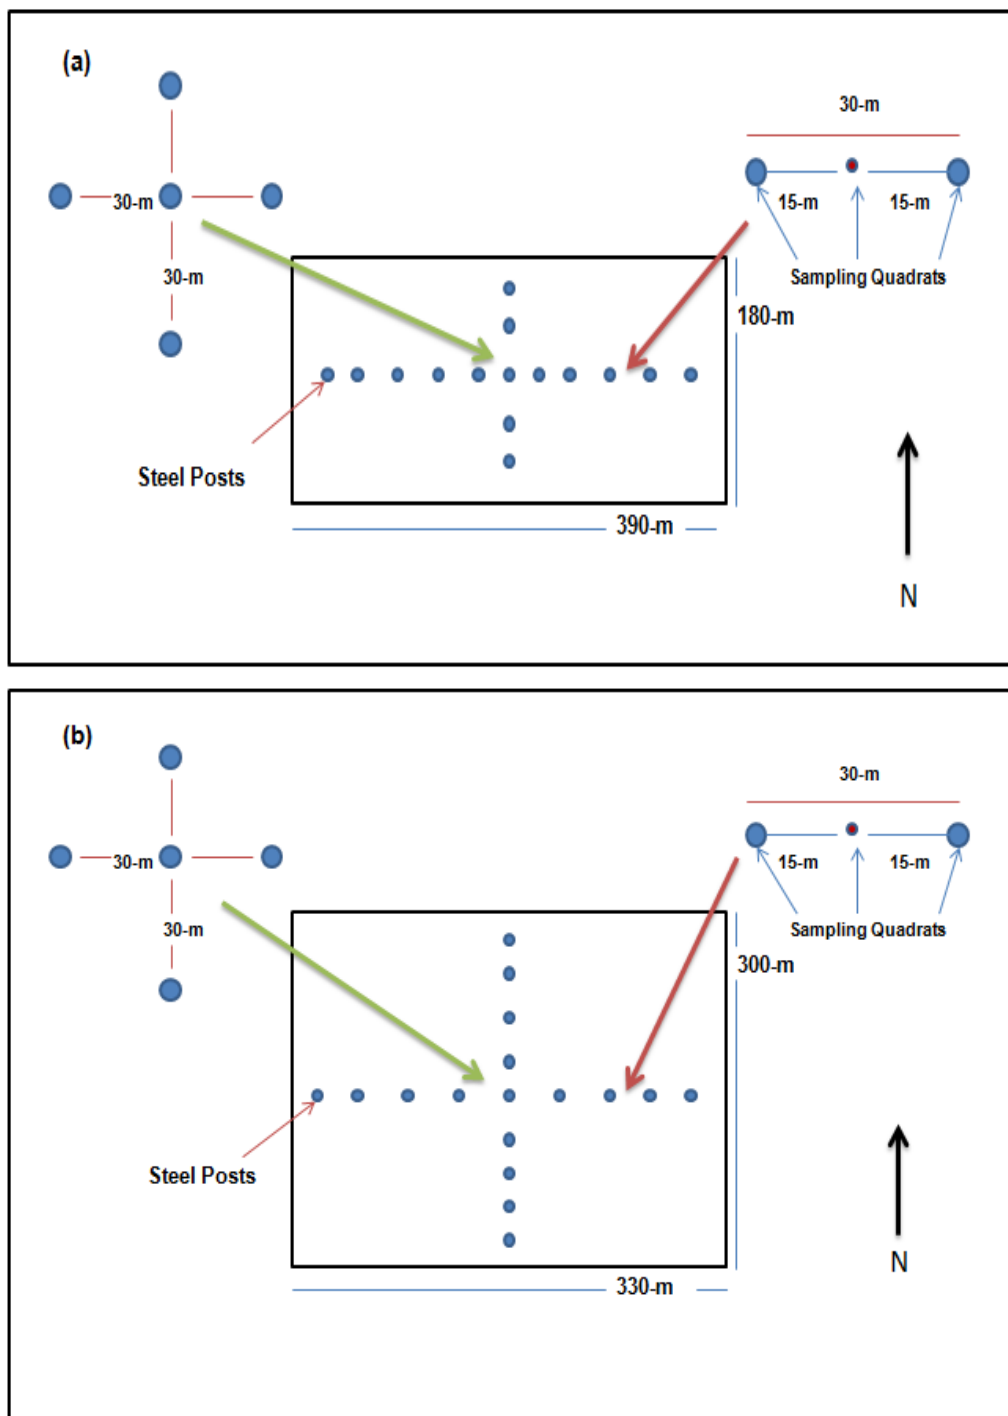 (a)
30-m
30-m
15-m
15-m
30-m
Sampling Quadrats
180-m
Steel Posts
390-m
N
(b)
30-m
30-m
15-m
15-m
30-m
Sampling Quadrats
300-m
Steel Posts
N
330-m